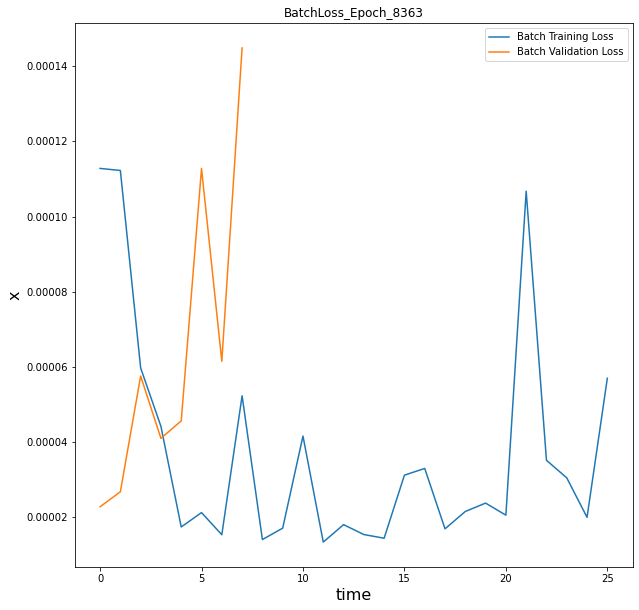 BatchLoss_Epoch_8363
Batch Training Loss
Batch Validation Loss
0.00014
0.00012
0.00010
0.00008
0.00006
0.00004
0.00002
x
0 5 10 15 20 25
time